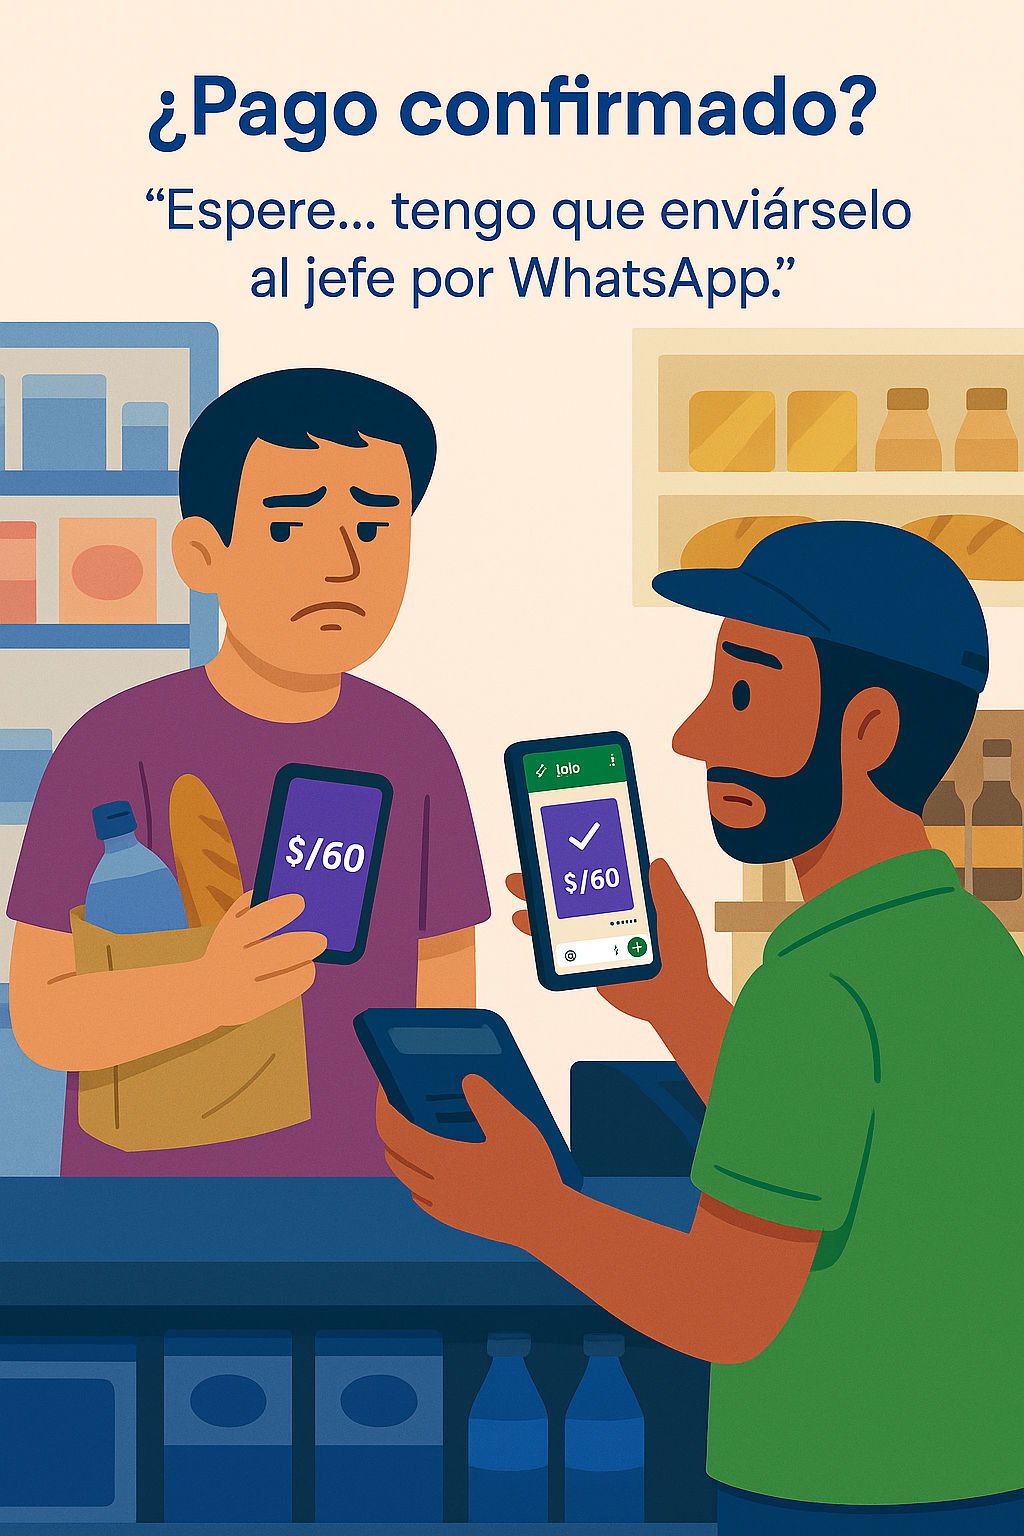 ¿Pago confirmado?
“Espere... tengo que enviárselo
al jefe por WhatsApp.”
$/60
lolo
$/60